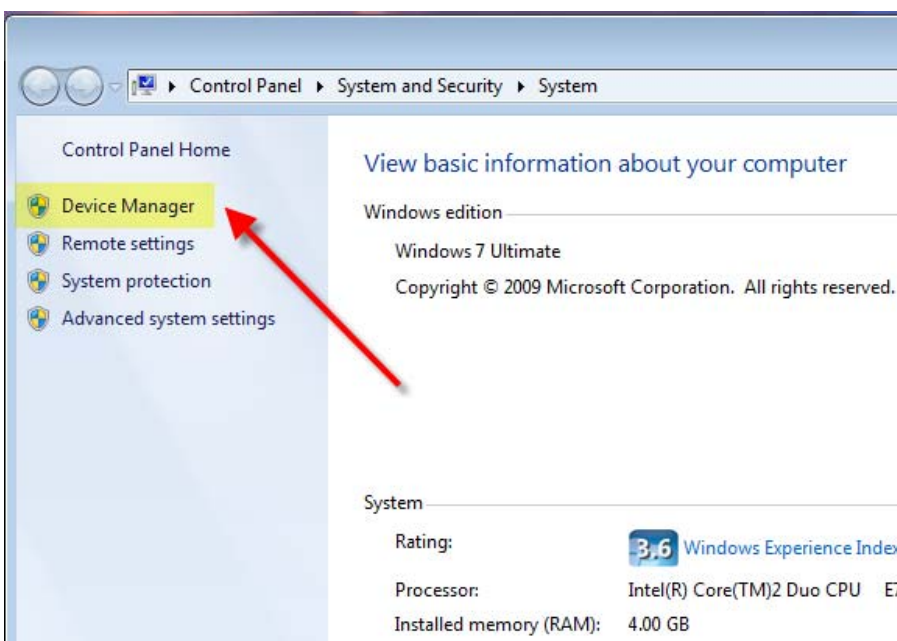 Control Panel ▸ System and Security ▸ System
Control Panel Home
Device Manager
Remote settings
System protection
Advanced system settings
View basic information about your computer
Windows edition
Windows 7 Ultimate
Copyright © 2009 Microsoft Corporation. All rights reserved.
System
Rating:
3.6 Windows Experience Index
Processor:
Intel(R) Core(TM)2 Duo CPU
Installed memory (RAM):
4.00 GB